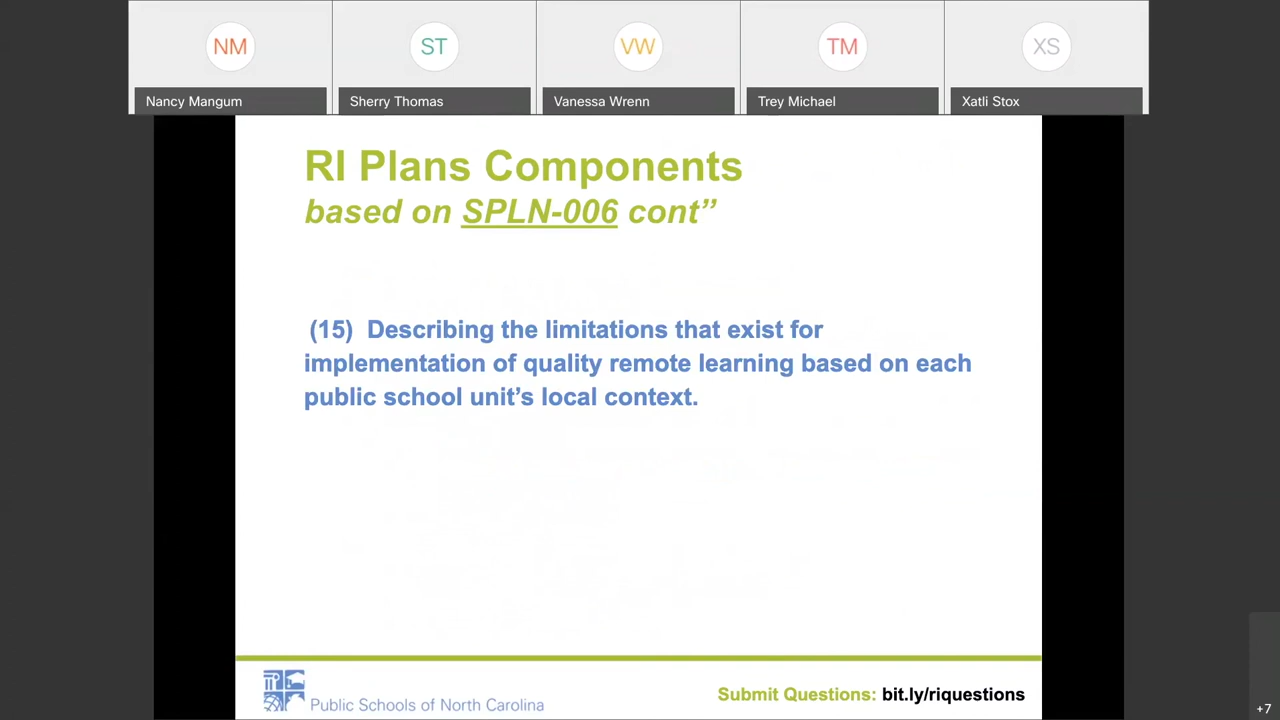 NM ST VW TM XS
Nancy Mangum Sherry Thomas Vanessa Wrenn Trey Michael Xatli Stox
RI Plans Components
based on SPLN-006 cont”
(15) Describing the limitations that exist for
implementation of quality remote learning based on each
public school unit’s local context.
Public Schools of North Carolina
Submit Questions: bit.ly/riquestions
+7